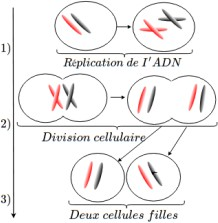 1)
Réplication de l'ADN
2)
Division cellulaire
3)
Deux cellules filles